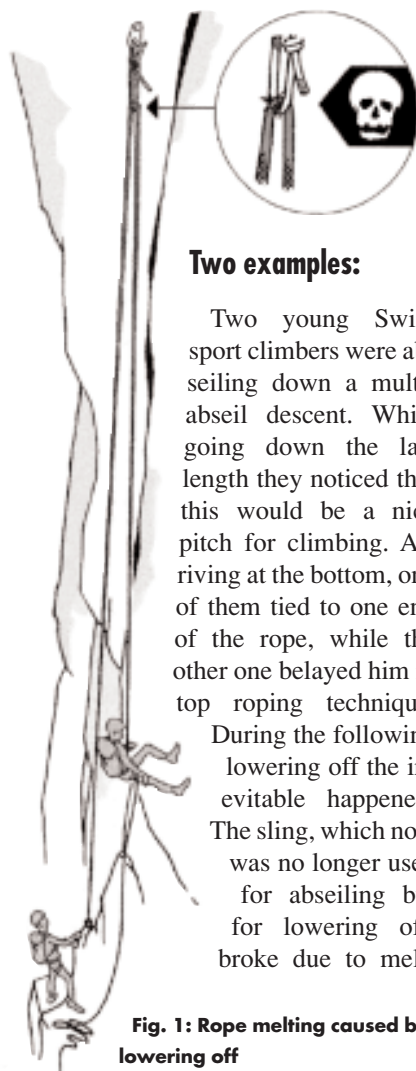 Two examples:
Two young Swi
sport climbers were al
seiling down a mult
abseil descent. Whi
going down the la
length they noticed th
this would be a nic
pitch for climbing. A
riving at the bottom, or
of them tied to one er
of the rope, while th
other one belayed him
top roping technique
During the followin
lowering off the i
evitable happene
The sling, which no
was no longer use
for abseiling b
for lowering of
broke due to mel
Fig. 1: Rope melting caused b
lowering off